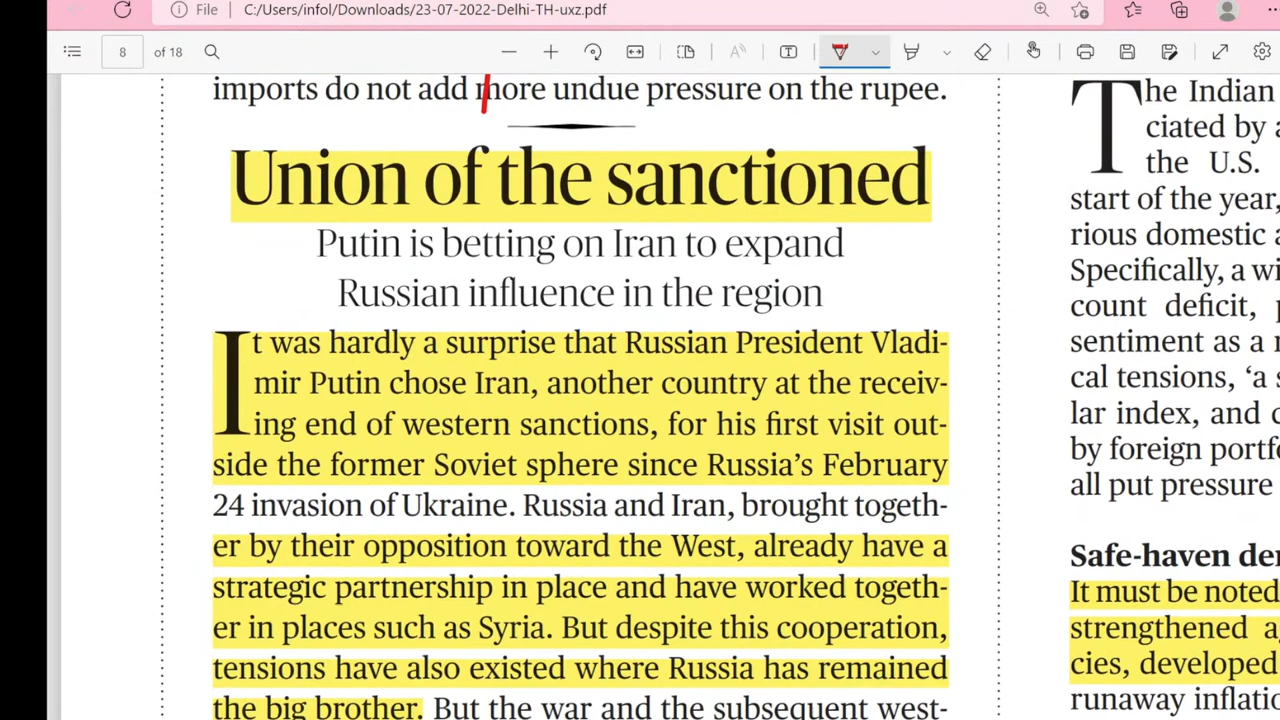 File C:/Users/infol/Downloads/23-07-2022-Delhi-TH-uxz.pdf
8 of 18
imports do not add more undue pressure on the rupee.
Union of the sanctioned
Putin is betting on Iran to expand
Russian influence in the region
It was hardly a surprise that Russian President Vladi-
mir Putin chose Iran, another country at the receiv-
ing end of western sanctions, for his first visit out-
side the former Soviet sphere since Russia's February
24 invasion of Ukraine. Russia and Iran, brought togeth-
er by their opposition toward the West, already have a
strategic partnership in place and have worked togeth-
er in places such as Syria. But despite this cooperation,
tensions have also existed where Russia has remained
the big brother. But the war and the subsequent west-
The Indian
ciated by a
the U.S.
start of the year,
rious domestic a
Specifically, a wi
count deficit, p
sentiment as a r
cal tensions, ‘a s
lar index, and c
by foreign portfo
all put pressure
Safe-haven de
It must be noted
strengthened ag
cies, developed
runaway inflatio